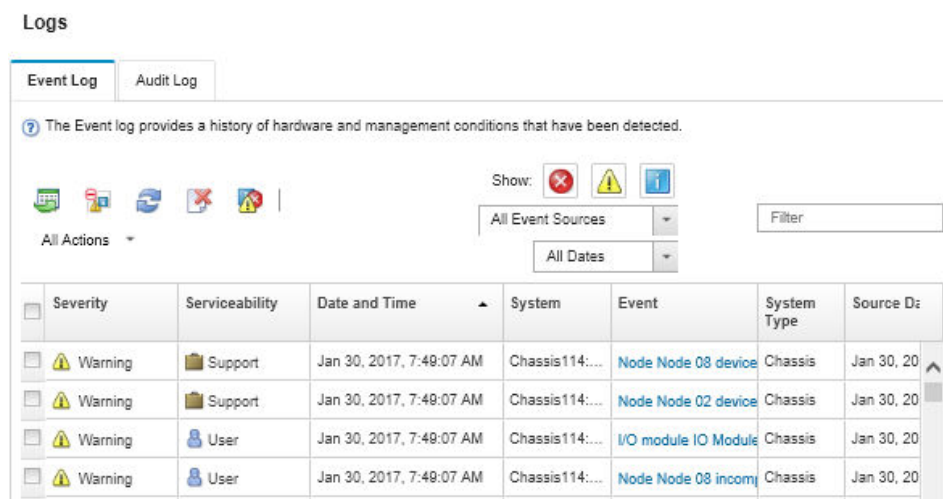 Logs
Event Log Audit Log
? The Event log provides a history of hardware and management conditions that have been detected.
Show:
All Event Sources
Filter
All Actions
All Dates
Severity Serviceability Date and Time System Event System Type Source Da
Warning Support Jan 30, 2017, 7:49:07 AM Chassis114:... Node Node 08 device Chassis Jan 30, 20
Warning Support Jan 30, 2017, 7:49:07 AM Chassis114:... Node Node 02 device Chassis Jan 30, 20
Warning User Jan 30, 2017, 7:49:07 AM Chassis114:... I/O module IO Module Chassis Jan 30, 20
Warning User Jan 30, 2017, 7:49:07 AM Chassis114:... Node Node 08 incom Chassis Jan 30, 20